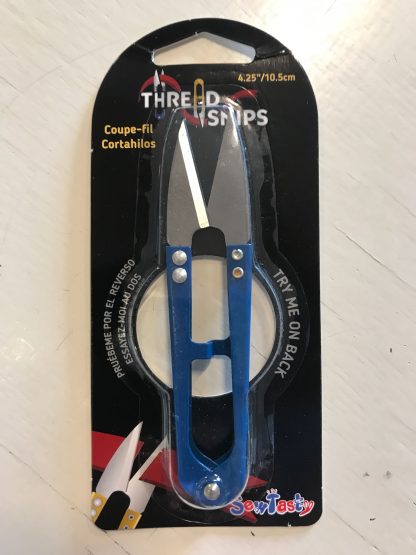 4.25"/10.5cm
THREAD
SNIPS
Coupe-fil
Cortahilos
PRUÉBEME POR EL REVERSO
ESSAYEZ-MOI AU DOS
TRY ME ON BACK
SewTasty